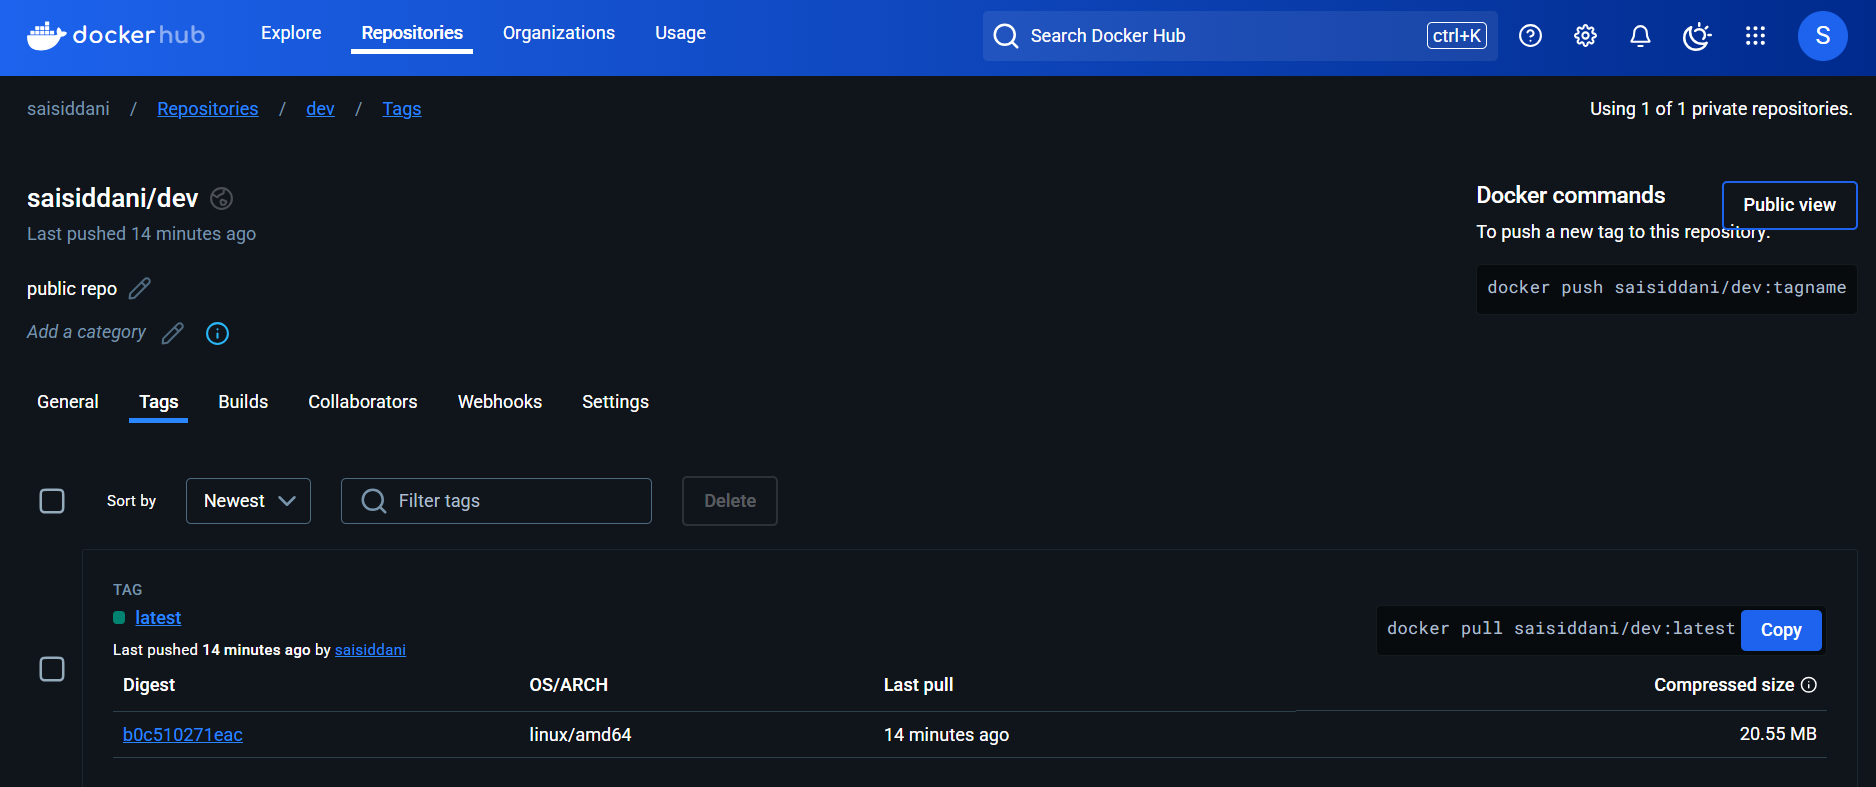 docker hub Explore Repositories Organizations Usage Search Docker Hub ctrl+K S
saisiddani / Repositories / dev / Tags Using 1 of 1 private repositories.
saisiddani/dev
Last pushed 14 minutes ago
Docker commands
Public view
To push a new tag to this repository.
public repo
docker push saisiddani/dev:tagname
Add a category
General Tags Builds Collaborators Webhooks Settings
Sort by Newest Filter tags Delete
TAG
latest
docker pull saisiddani/dev:latest Copy
Last pushed 14 minutes ago by saisiddani
Digest OS/ARCH Last pull Compressed size
b0c510271eac linux/amd64 14 minutes ago 20.55 MB